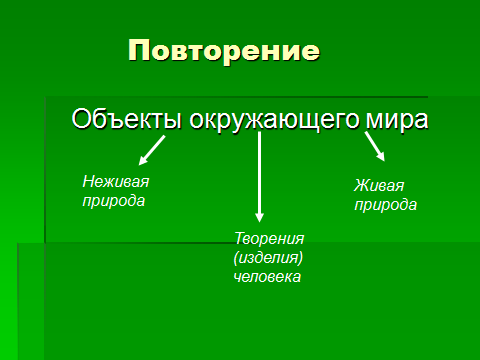 Повторение
Объекты окружающего мира
Неживая
природа
Живая
природа
Творения
(изделия)
человека